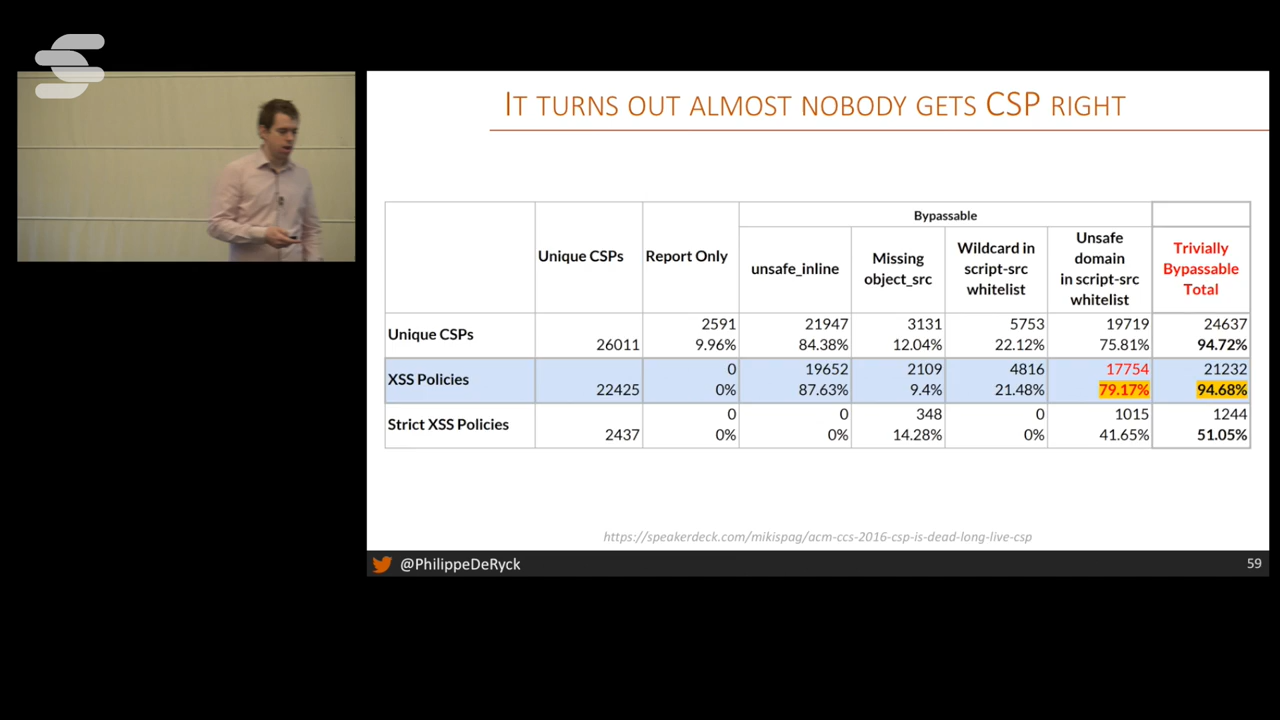 IT TURNS OUT ALMOST NOBODY GETS CSP RIGHT
Bypassable
Unique CSPs
Report Only
unsafe_inline
Missing
object_src
Wildcard in
script-src
whitelist
Unsafe
domain
in script-src
whitelist
Trivially
Bypassable
Total
Unique CSPs
26011
2591
9.96%
21947
84.38%
3131
12.04%
5753
22.12%
19719
75.81%
24637
94.72%
XSS Policies
22425
0
0%
19652
87.63%
2109
9.4%
4816
21.48%
17754
79.17%
21232
94.68%
Strict XSS Policies
2437
0
0%
0
0%
348
14.28%
0
0%
1015
41.65%
1244
51.05%
https://speakerdeck.com/mikispag/acm-ccs-2016-csp-is-dead-long-live-csp
@PhilippeDeRyck
59